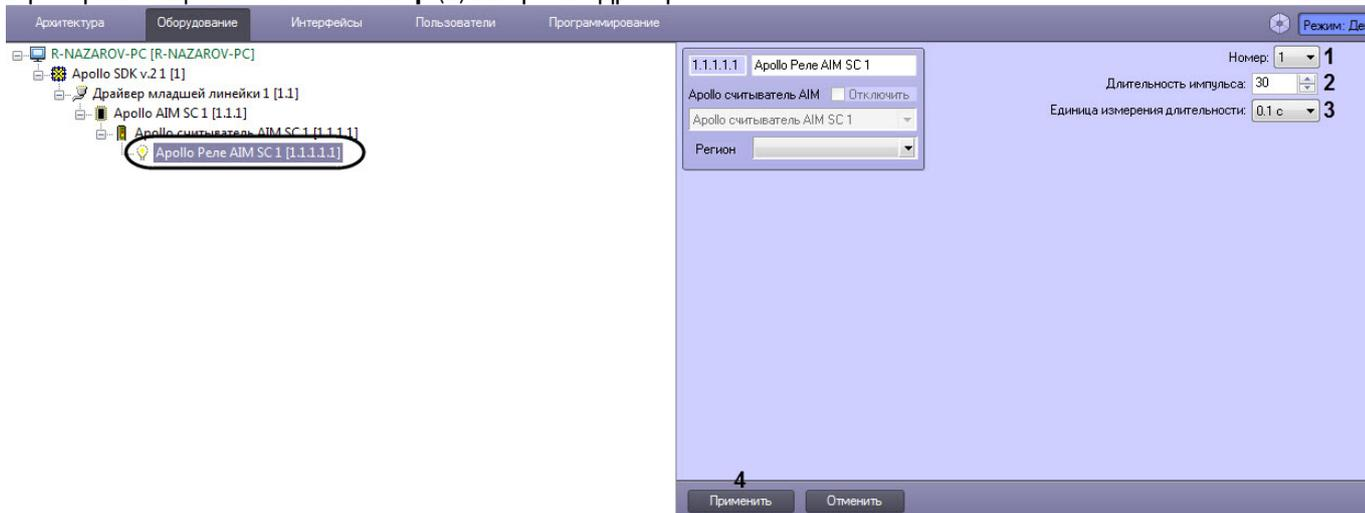 Архитектура Оборудование Интерфейсы Пользователи Программирование Режим: Де
R-NAZAROV-PC [R-NAZAROV-PC]
Apollo SDK v.2 1 [1]
Драйвер младшей линейки 1 [1.1]
Apollo AIM SC 1 [1.1.1]
Apollo считыватель AIM SC 1 [1.1.1.1]
Apollo Реле AIM SC 1 [1.1.1.1.1]
1.1.1.1.1 Apollo Реле AIM SC 1
Apollo считыватель AIM Отключить
Apollo считыватель AIM SC 1
Регион
Номер: 1 1
Длительность импульса: 30 2
Единица измерения длительности: 0.1 с 3
4
Применить Отменить